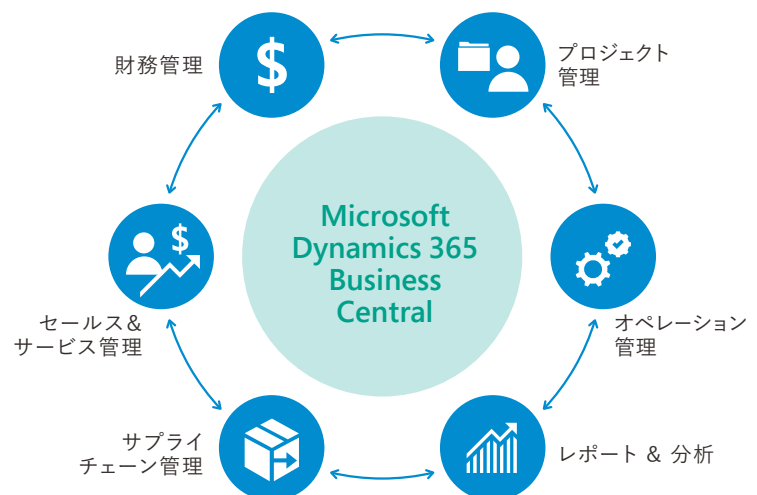 財務管理
$
プロジェクト
管理
Microsoft
Dynamics 365
Business
Central
$
セールス&
サービス管理
オペレーション
管理
サプライ
チェーン管理
レポート & 分析